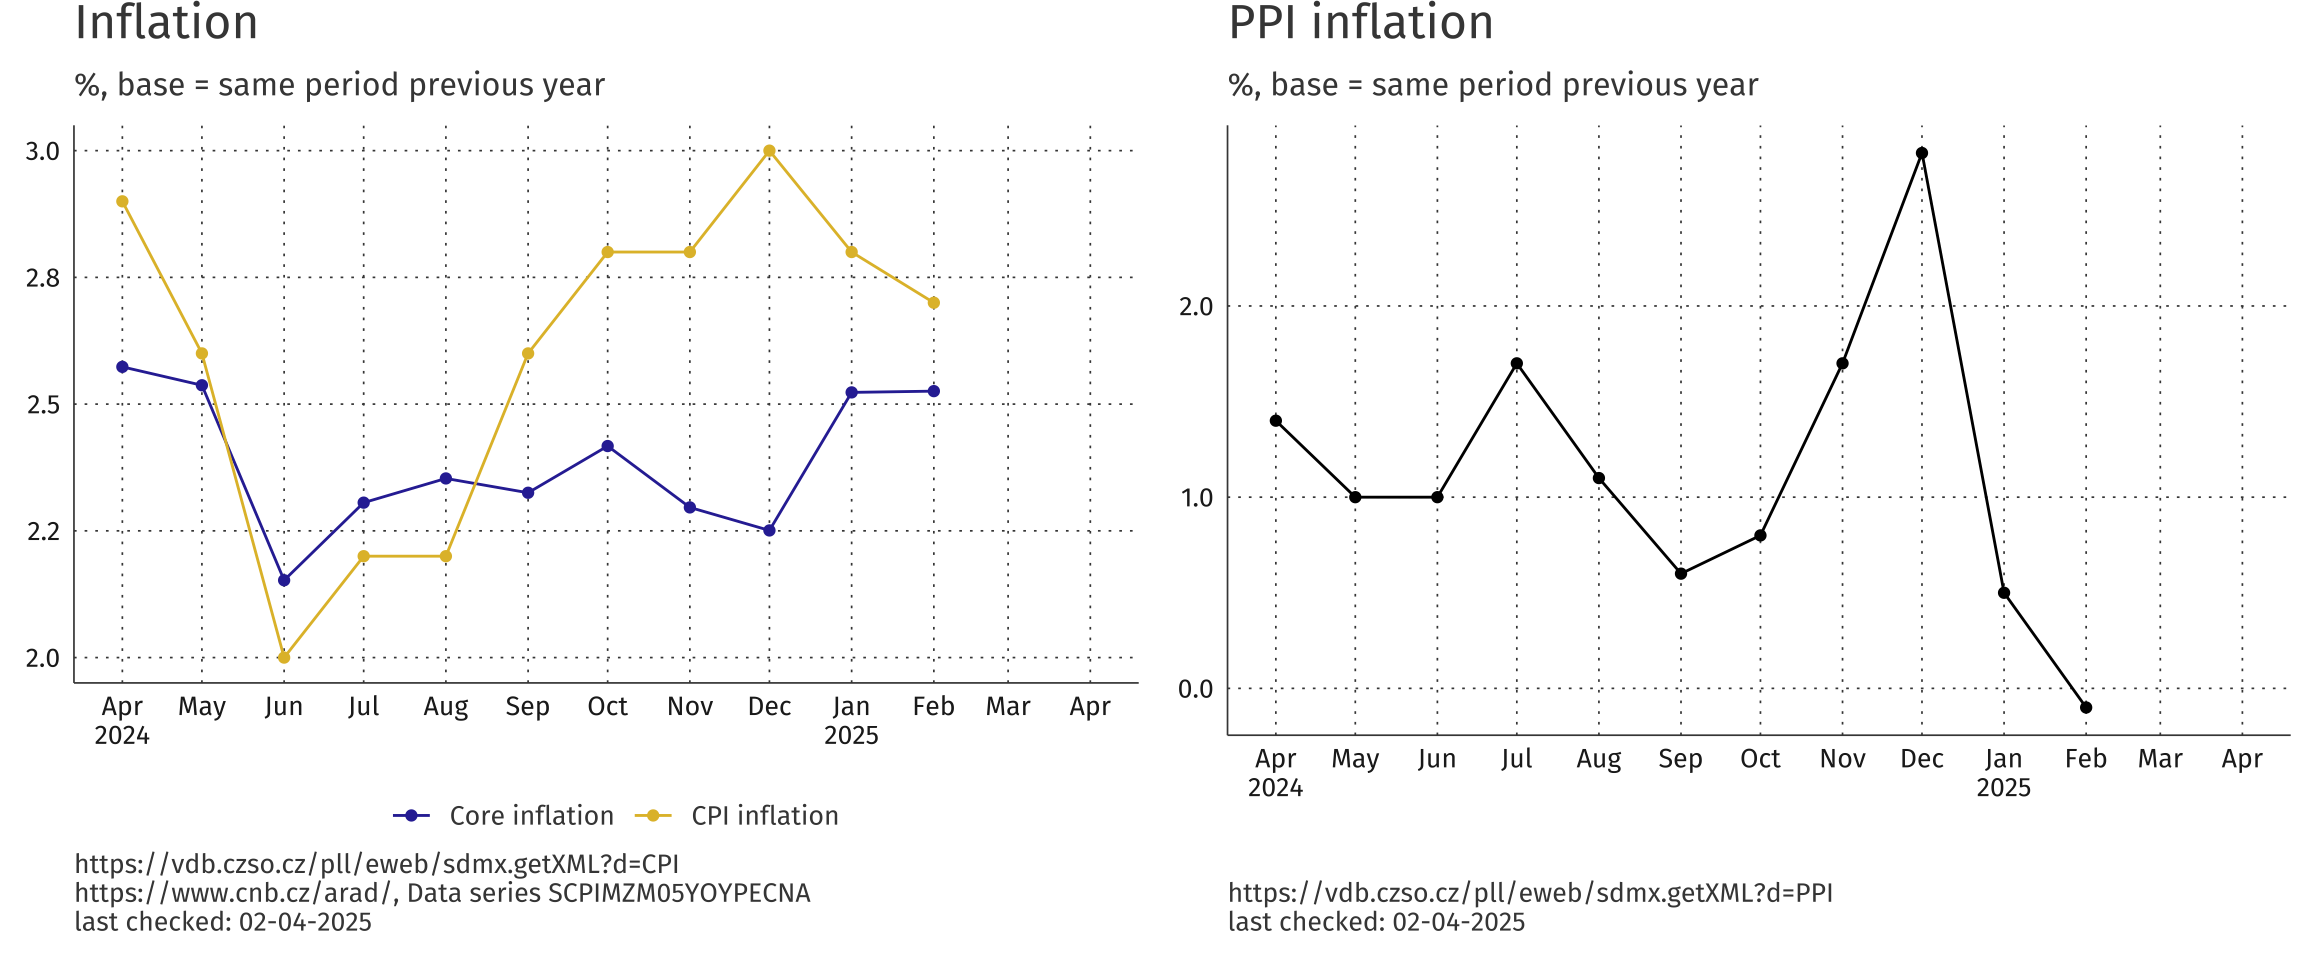 Inflation
%, base = same period previous year
3.0
2.8
2.5
2.2
2.0
Apr May Jun Jul Aug Sep Oct Nov Dec Jan Feb Mar Apr
2024 2025
Core inflation CPI inflation
https://vdb.czso.cz/pll/eweb/sdmx.getXML?d=CPI
https://www.cnb.cz/arad/, Data series SCPIMZM05YOYPECNA
last checked: 02-04-2025
PPI inflation
%, base = same period previous year
2.0
1.0
0.0
Apr May Jun Jul Aug Sep Oct Nov Dec Jan Feb Mar Apr
2024 2025
https://vdb.czso.cz/pll/eweb/sdmx.getXML?d=PPI
last checked: 02-04-2025